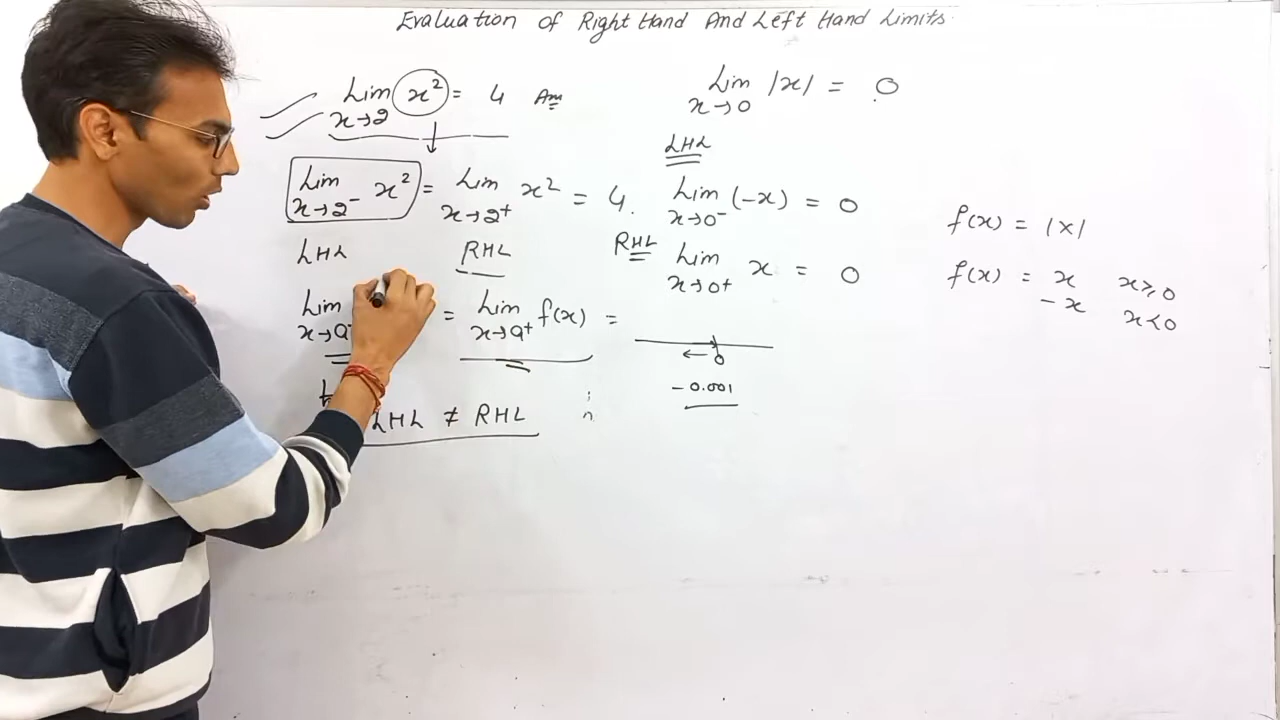 Evaluation of Right Hand And Left Hand Limits
Lim x→2 x² = 4 Ans
Lim x→2⁻ x² = Lim x→2⁺ x² = 4.
LHL RHL
Lim x→a⁻ = Lim x→a⁺ f(x) =
LHL ≠ RHL
Lim x→0 |x| = 0
LHL
Lim x→0⁻ (-x) = 0
RHL Lim x→0⁺ x = 0
0
- 0.001
f(x) = |x|
f(x) = x x≥0
-x x<0